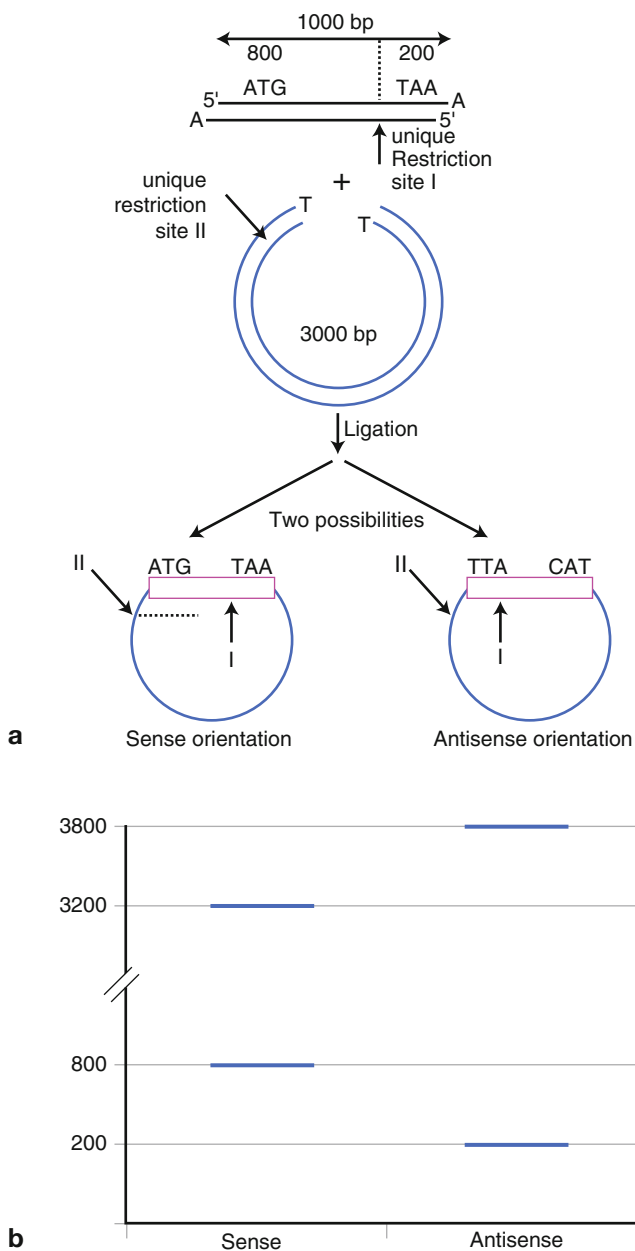 1000 bp
800 200
ATG TAA
5' A
A 5'
unique
Restriction
site I
+
unique
restriction
site II
T
T
3000 bp
Ligation
Two possibilities
II ATG TAA
I
Sense orientation
II TTA CAT
I
Antisense orientation
a
3800
3200
800
200
Sense Antisense
b